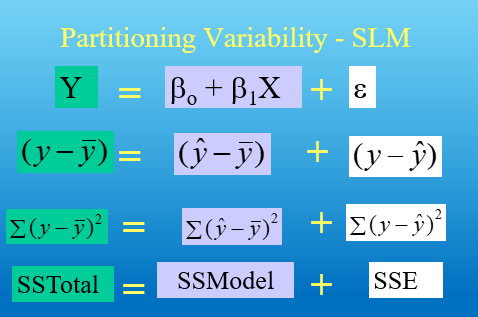 Partitioning Variability - SLM
Y = β₀ + β₁X + ε
(y − ȳ) = (ŷ − ȳ) + (y − ŷ)
Σ(y − ȳ)² = Σ(ŷ − ȳ)² + Σ(y − ŷ)²
SSTotal = SSModel + SSE